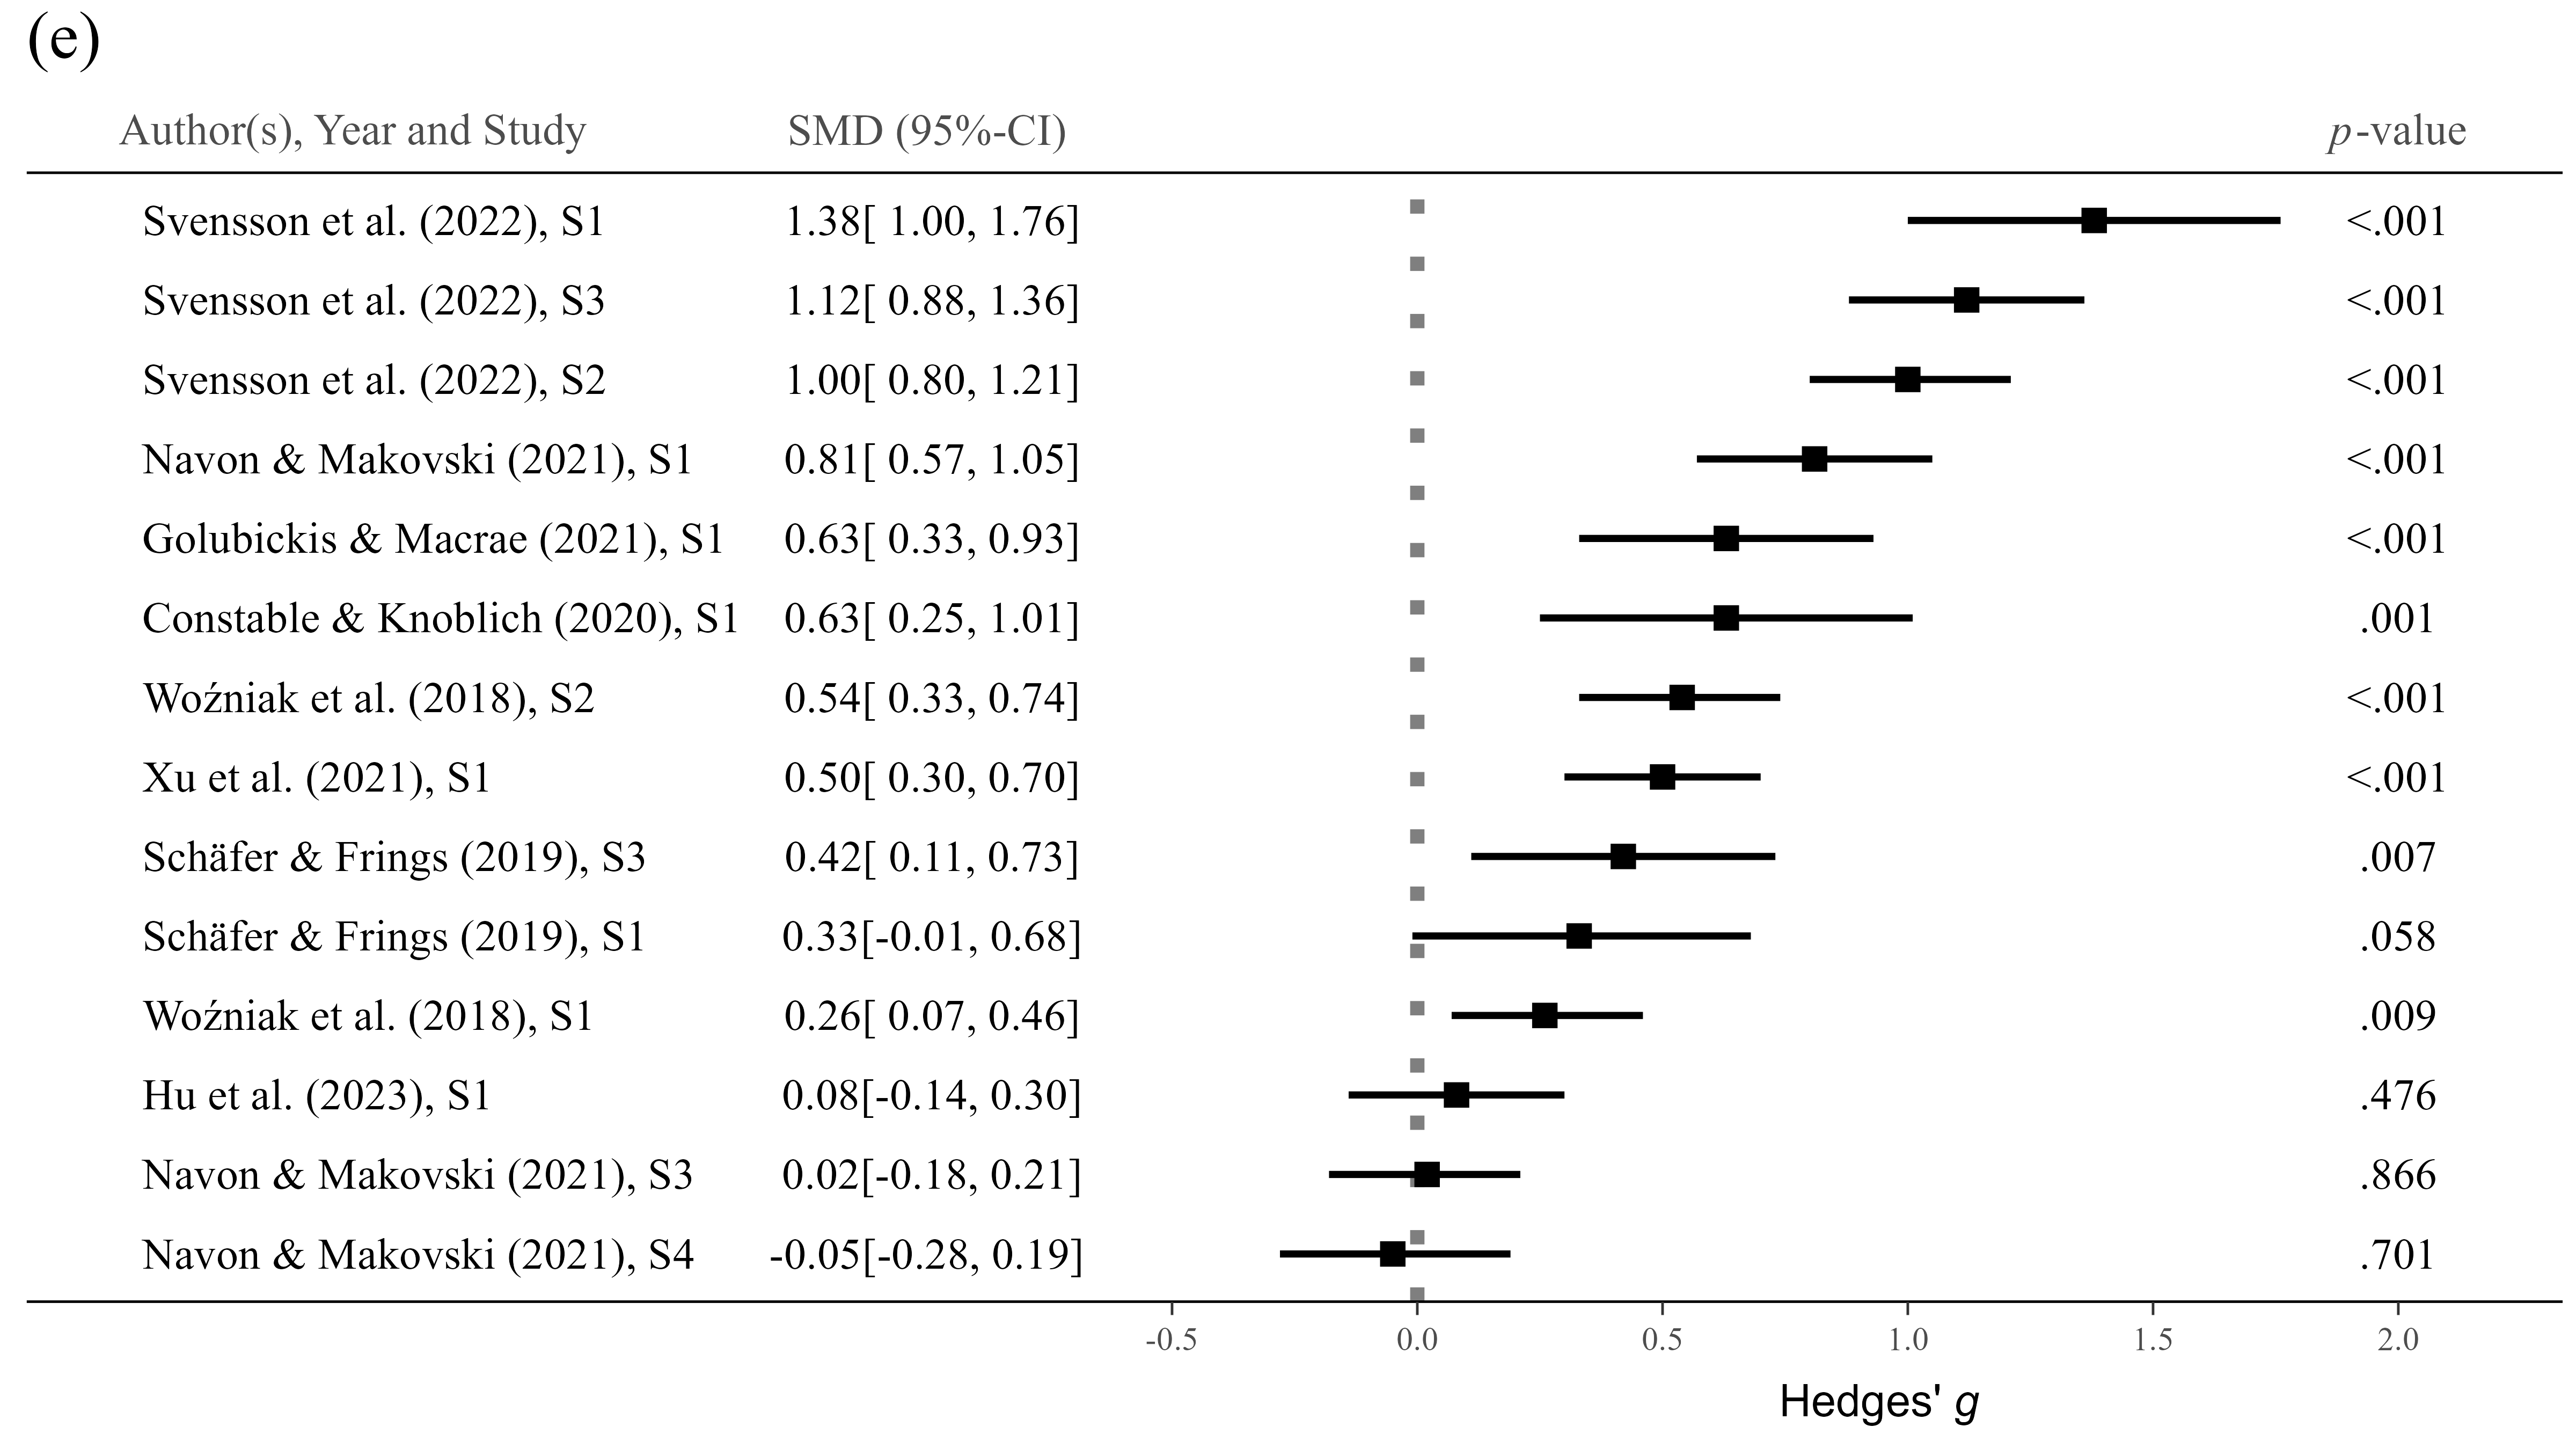 (e)
Author(s), Year and Study SMD (95%-CI) p-value
Svensson et al. (2022), S1 1.38[ 1.00, 1.76] <.001
Svensson et al. (2022), S3 1.12[ 0.88, 1.36] <.001
Svensson et al. (2022), S2 1.00[ 0.80, 1.21] <.001
Navon & Makovski (2021), S1 0.81[ 0.57, 1.05] <.001
Golubickis & Macrae (2021), S1 0.63[ 0.33, 0.93] <.001
Constable & Knoblich (2020), S1 0.63[ 0.25, 1.01] .001
Woźniak et al. (2018), S2 0.54[ 0.33, 0.74] <.001
Xu et al. (2021), S1 0.50[ 0.30, 0.70] <.001
Schäfer & Frings (2019), S3 0.42[ 0.11, 0.73] .007
Schäfer & Frings (2019), S1 0.33[-0.01, 0.68] .058
Woźniak et al. (2018), S1 0.26[ 0.07, 0.46] .009
Hu et al. (2023), S1 0.08[-0.14, 0.30] .476
Navon & Makovski (2021), S3 0.02[-0.18, 0.21] .866
Navon & Makovski (2021), S4 -0.05[-0.28, 0.19] .701
-0.5 0.0 0.5 1.0 1.5 2.0
Hedges' g